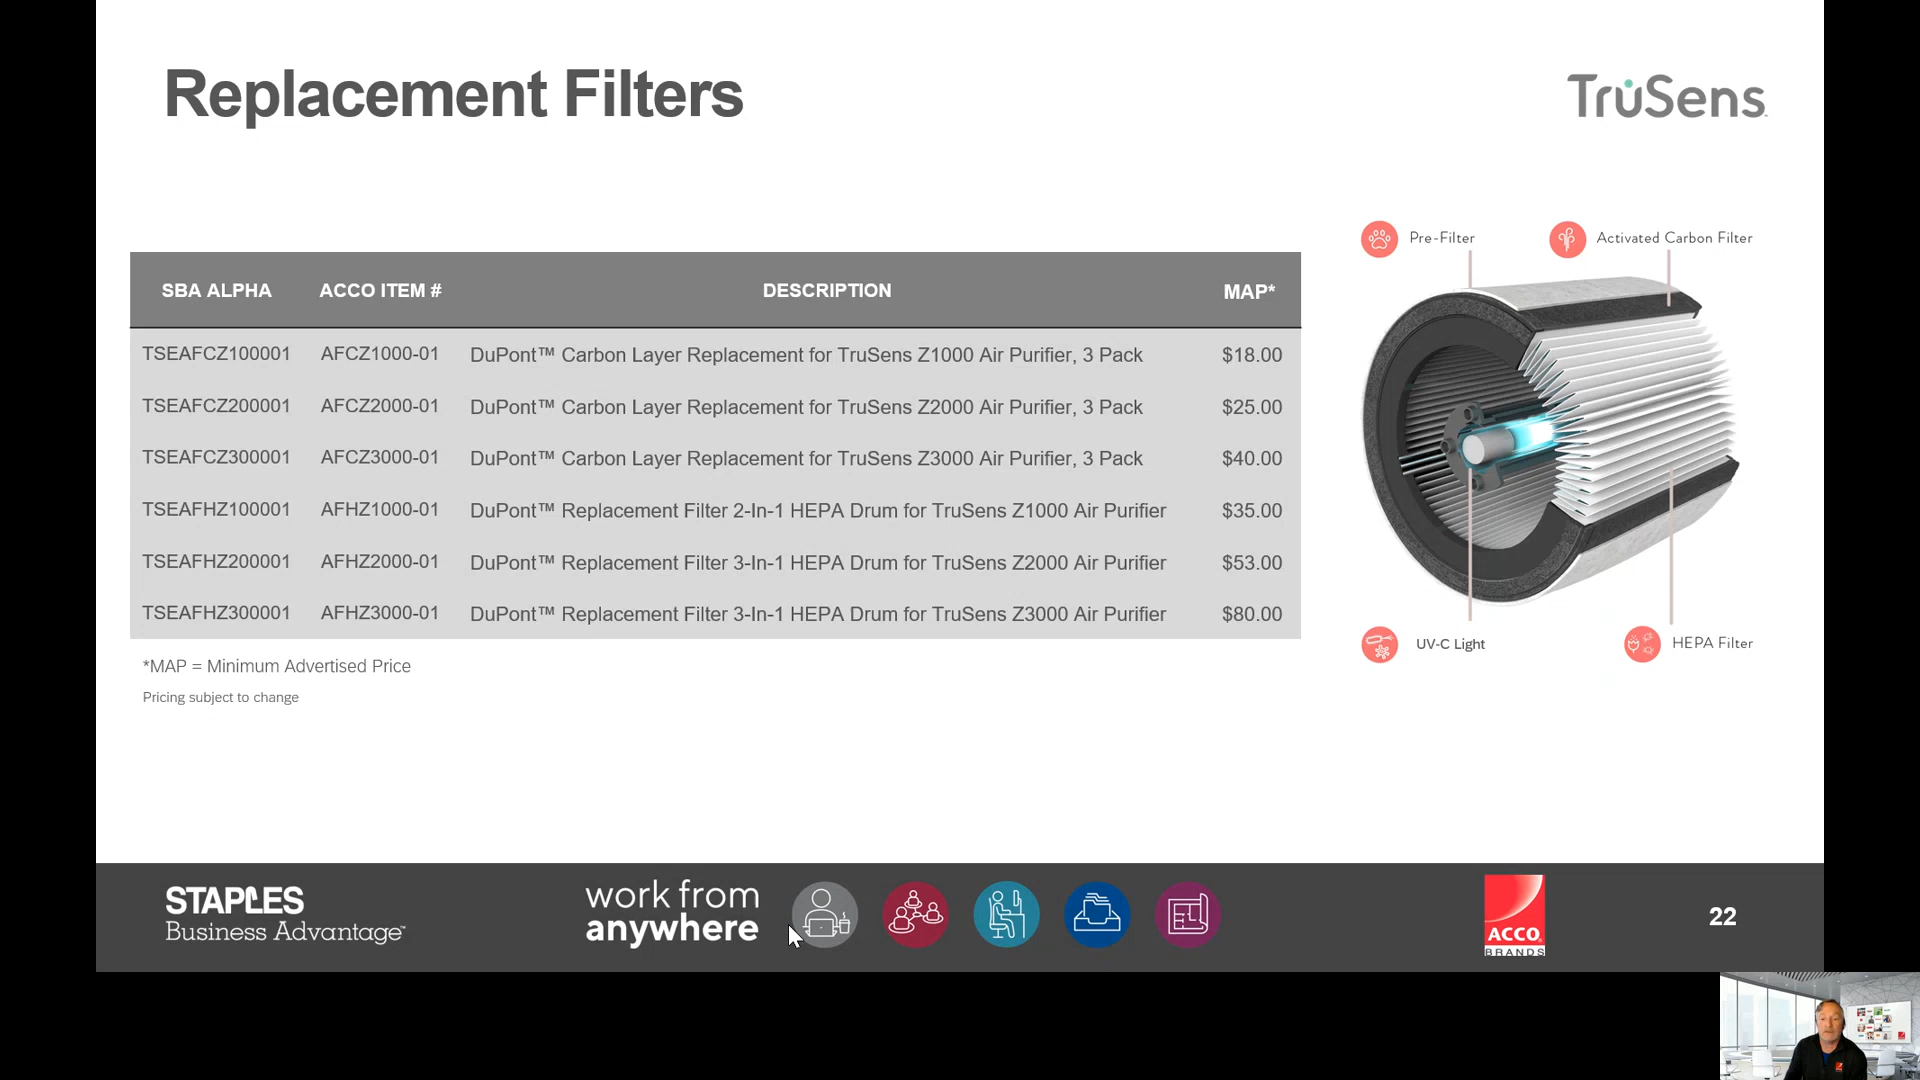 Replacement Filters
TruSens
Pre-Filter
Activated Carbon Filter
SBA ALPHA ACCO ITEM # DESCRIPTION MAP*
TSEAFCZ100001 AFCZ1000-01 DuPont™ Carbon Layer Replacement for TruSens Z1000 Air Purifier, 3 Pack $18.00
TSEAFCZ200001 AFCZ2000-01 DuPont™ Carbon Layer Replacement for TruSens Z2000 Air Purifier, 3 Pack $25.00
TSEAFCZ300001 AFCZ3000-01 DuPont™ Carbon Layer Replacement for TruSens Z3000 Air Purifier, 3 Pack $40.00
TSEAFHZ100001 AFHZ1000-01 DuPont™ Replacement Filter 2-In-1 HEPA Drum for TruSens Z1000 Air Purifier $35.00
TSEAFHZ200001 AFHZ2000-01 DuPont™ Replacement Filter 3-In-1 HEPA Drum for TruSens Z2000 Air Purifier $53.00
TSEAFHZ300001 AFHZ3000-01 DuPont™ Replacement Filter 3-In-1 HEPA Drum for TruSens Z3000 Air Purifier $80.00
UV-C Light
HEPA Filter
*MAP = Minimum Advertised Price
Pricing subject to change
STAPLES
Business Advantage™
work from
anywhere
ACCO
BRANDS
22